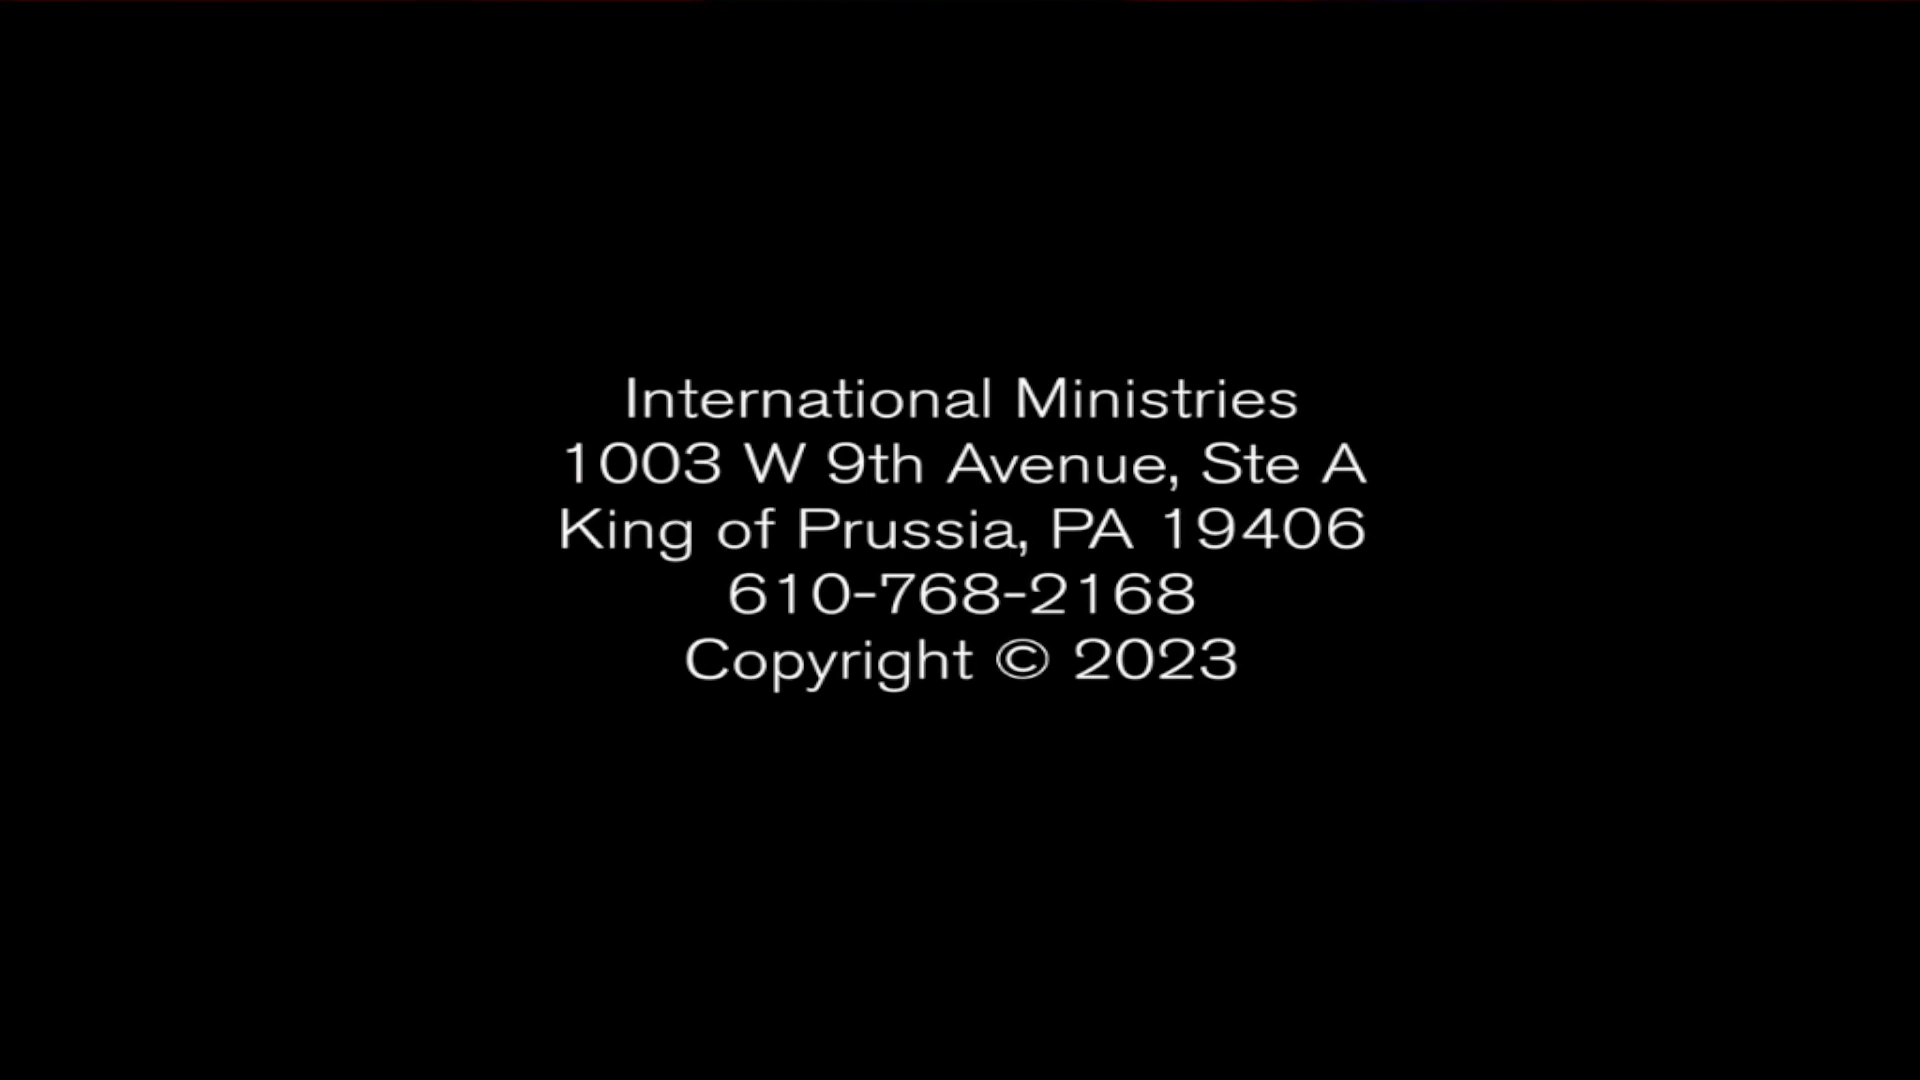 International Ministries
1003 W 9th Avenue, Ste A
King of Prussia, PA 19406
610-768-2168
Copyright © 2023